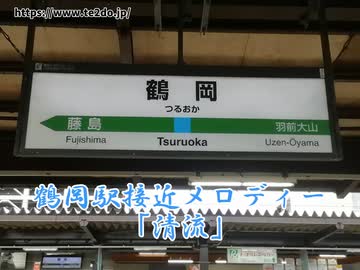 https://www.te2do.jp/
鶴岡
つるおか
藤島
羽前大山
Fujishima
Tsuruoka
Uzen-Oyama
鶴岡駅接近メロディー
「清流」